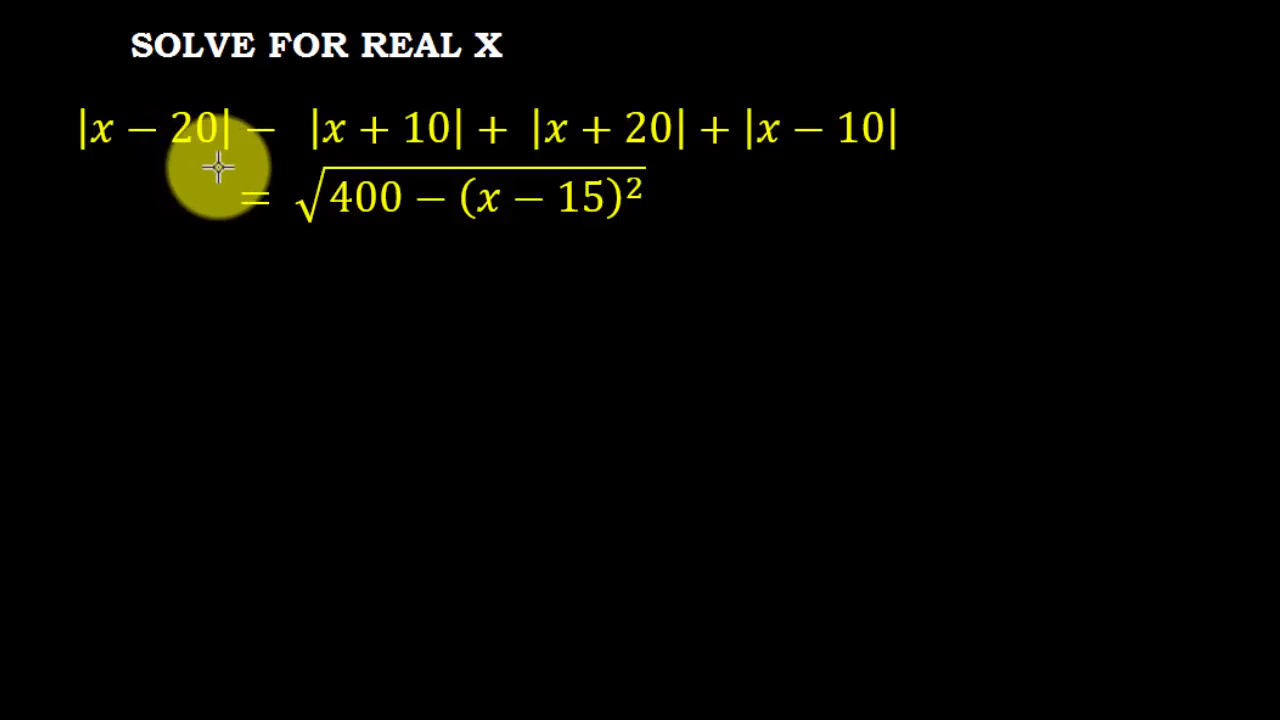 SOLVE FOR REAL X
|x − 20| − |x + 10| + |x + 20| + |x − 10|
= √400 − (x − 15)²